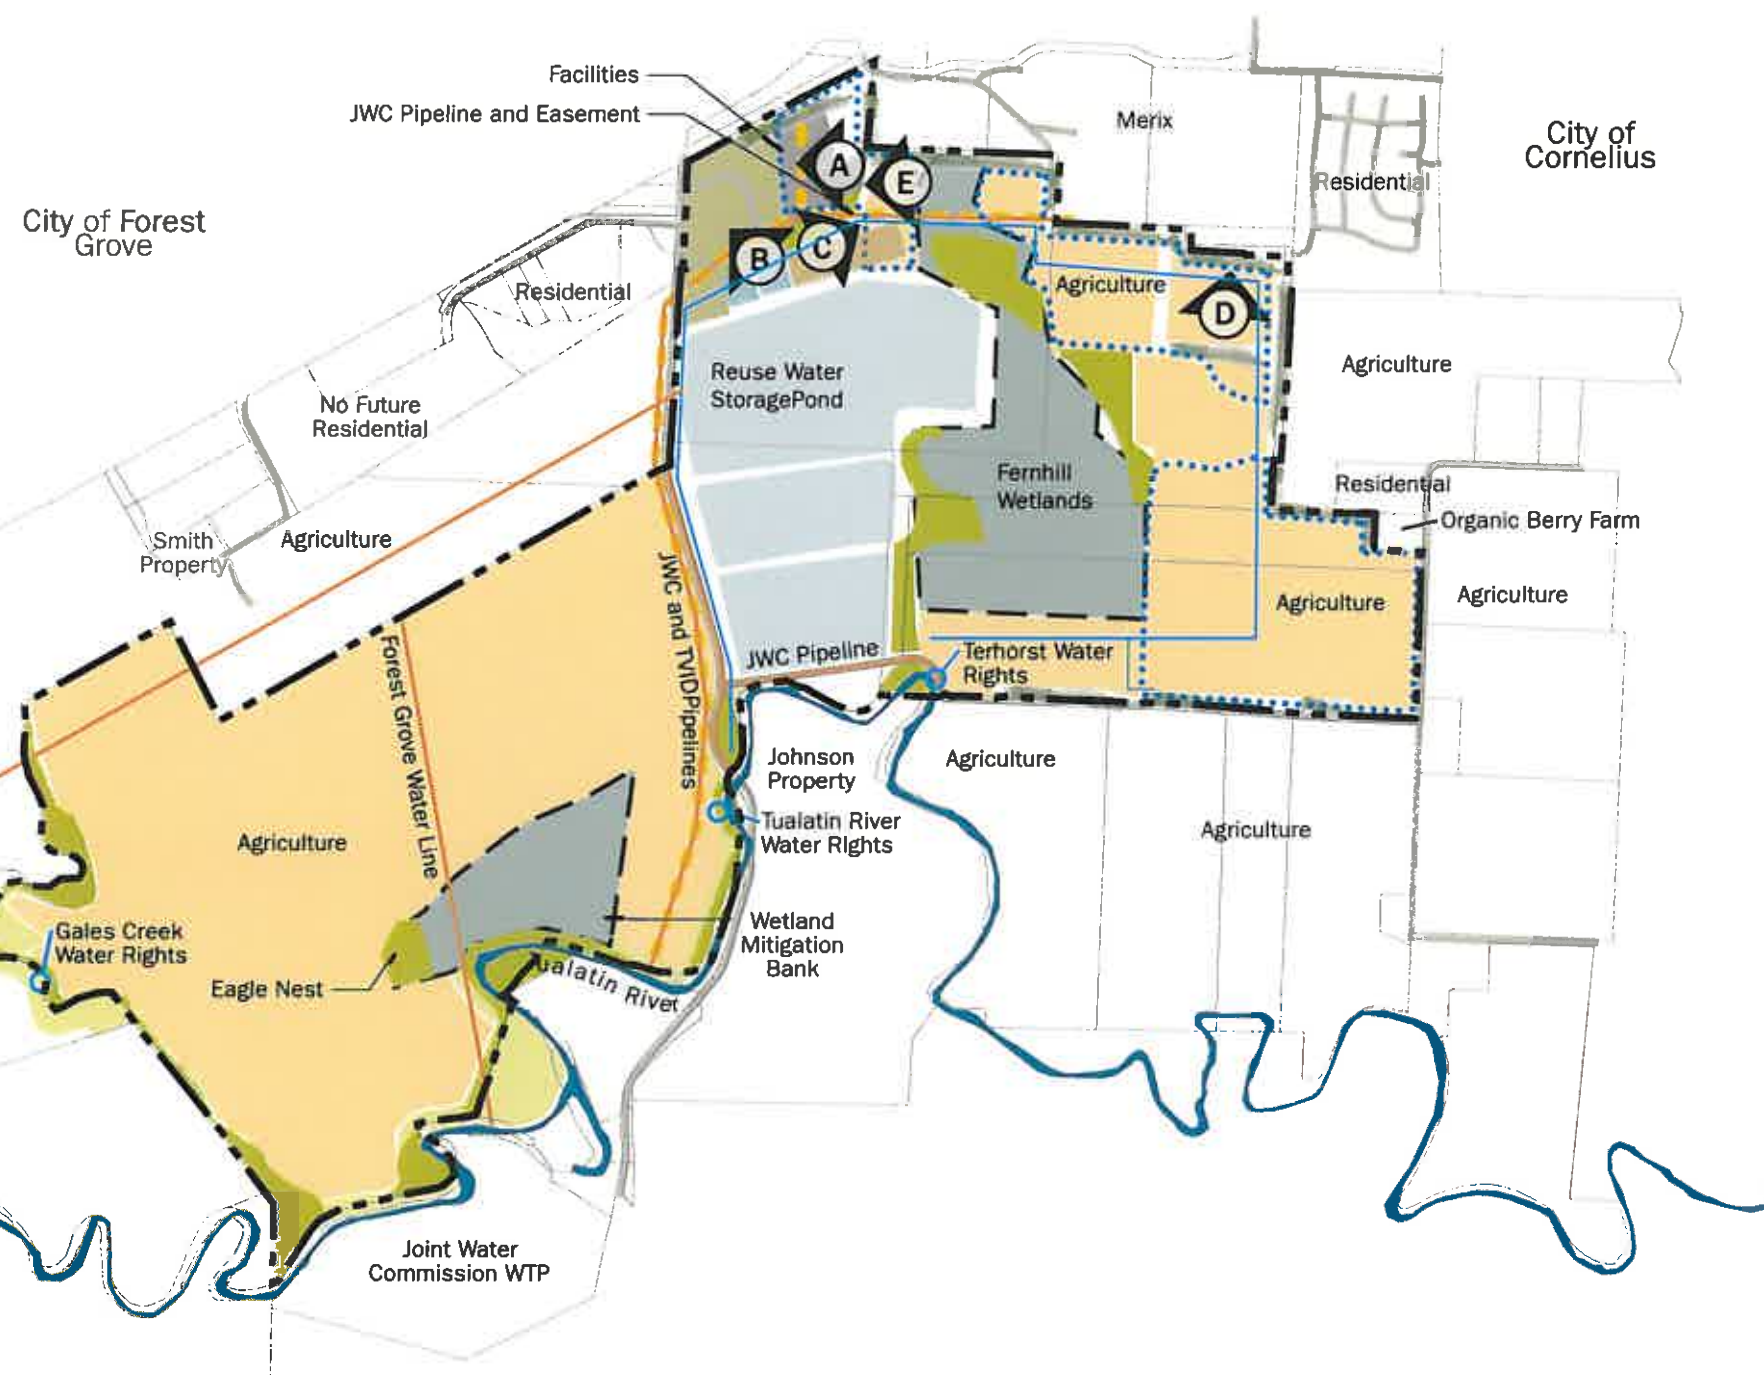 Facilities
JWC Pipeline and Easement
Merix
City of
Cornelius
Residential
City of Forest
Grove
A
E
B
C
D
Residential
Agriculture
Agriculture
Reuse Water
StoragePond
No Future
Residential
Fernhill
Wetlands
Residential
Organic Berry Farm
Smith
Property
Agriculture
Agriculture
Agriculture
JWC and TVIDPipelines
Forest Grove Water Line
JWC Pipeline
Terhorst Water
Rights
Johnson
Property
Agriculture
Tualatin River
Water Rights
Agriculture
Agriculture
Wetland
Mitigation
Bank
Gales Creek
Water Rights
Eagle Nest
Tualatin River
Joint Water
Commission WTP